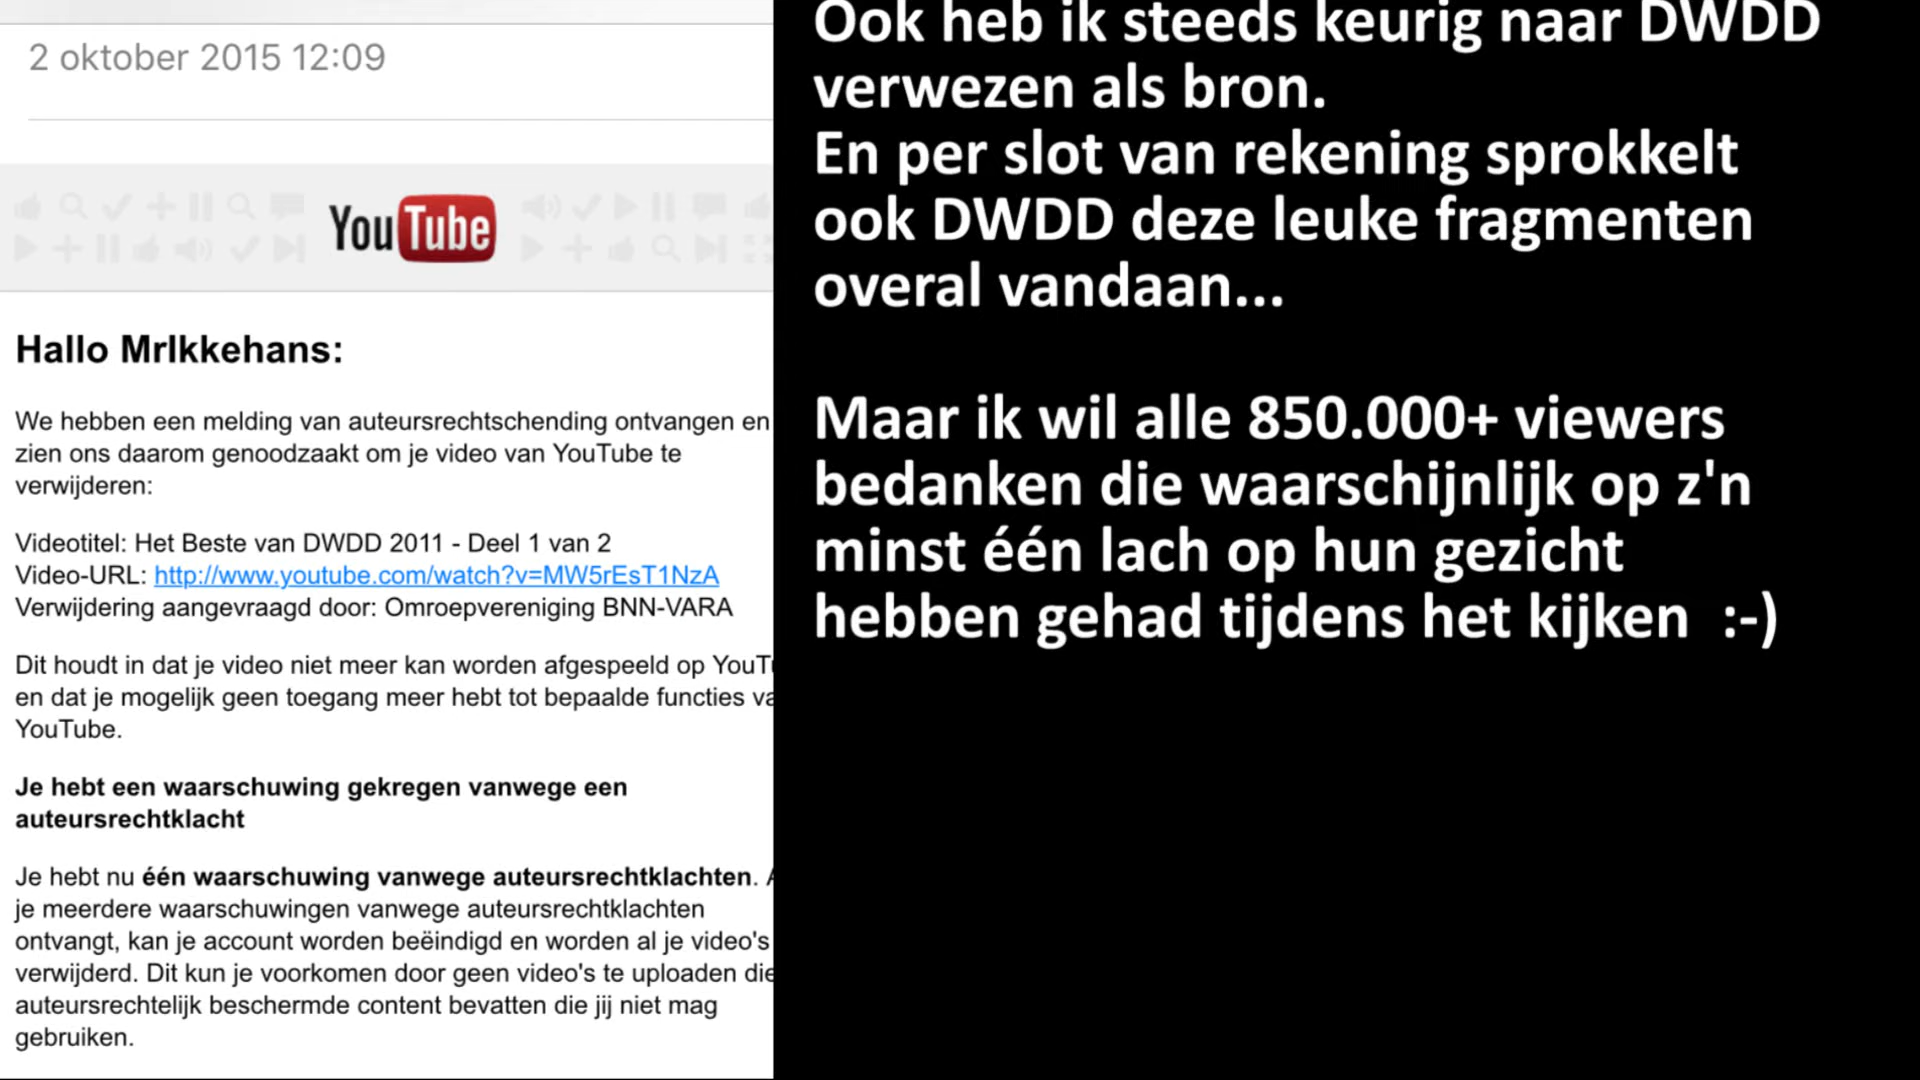 2 oktober 2015 12:09
YouTube
Hallo MrIkkehans:
We hebben een melding van auteursrechtschending ontvangen en
zien ons daarom genoodzaakt om je video van YouTube te
verwijderen:
Videotitel: Het Beste van DWDD 2011 - Deel 1 van 2
Video-URL: http://www.youtube.com/watch?v=MW5rEsT1NzA
Verwijdering aangevraagd door: Omroepvereniging BNN-VARA
Dit houdt in dat je video niet meer kan worden afgespeeld op
en dat je mogelijk geen toegang meer hebt tot bepaalde functies
YouTube.
Je hebt een waarschuwing gekregen vanwege een
auteursrechtklacht
Je hebt nu één waarschuwing vanwege auteursrechtklachten.
je meerdere waarschuwingen vanwege auteursrechtklachten
ontvangt, kan je account worden beëindigd en worden al je video's
verwijderd. Dit kun je voorkomen door geen video's te uploaden die
auteursrechtelijk beschermde content bevatten die jij niet mag
gebruiken.
Ook heb ik steeds keurig naar DWDD
verwezen als bron.
En per slot van rekening sprokkelt
ook DWDD deze leuke fragmenten
overal vandaan...
Maar ik wil alle 850.000+ viewers
bedanken die waarschijnlijk op z'n
minst één lach op hun gezicht
hebben gehad tijdens het kijken :-)